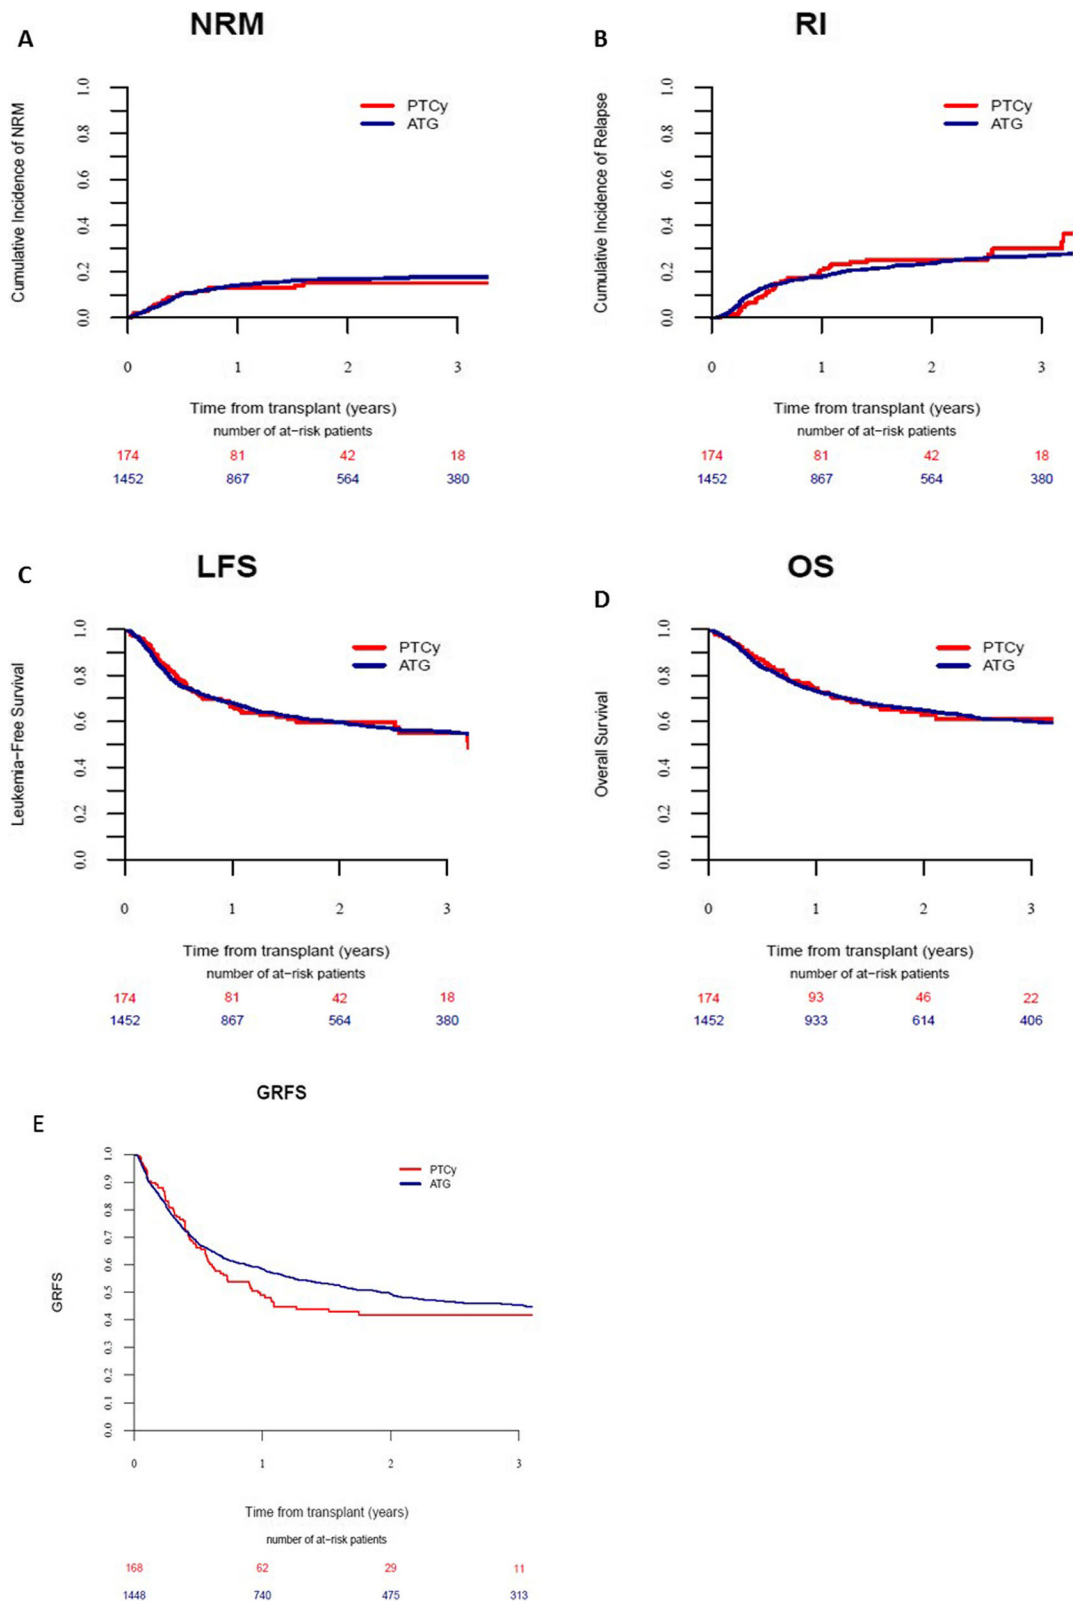 A
NRM
Cumulative Incidence of NRM
1.0
0.8
0.6
0.4
0.2
0.0
PTCy
ATG
0 1 2 3
Time from transplant (years)
number of at−risk patients
174 81 42 18
1452 867 564 380
B
RI
Cumulative Incidence of Relapse
1.0
0.8
0.6
0.4
0.2
0.0
PTCy
ATG
0 1 2 3
Time from transplant (years)
number of at−risk patients
174 81 42 18
1452 867 564 380
C
LFS
Leukemia−Free Survival
1.0
0.8
0.6
0.4
0.2
0.0
PTCy
ATG
0 1 2 3
Time from transplant (years)
number of at−risk patients
174 81 42 18
1452 867 564 380
D
OS
Overall Survival
1.0
0.8
0.6
0.4
0.2
0.0
PTCy
ATG
0 1 2 3
Time from transplant (years)
number of at−risk patients
174 93 46 22
1452 933 614 406
E
GRFS
GRFS
1.0
0.9
0.8
0.7
0.6
0.5
0.4
0.3
0.2
0.1
0.0
PTCy
ATG
0 1 2 3
Time from transplant (years)
number of at−risk patients
168 62 29 11
1448 740 475 313